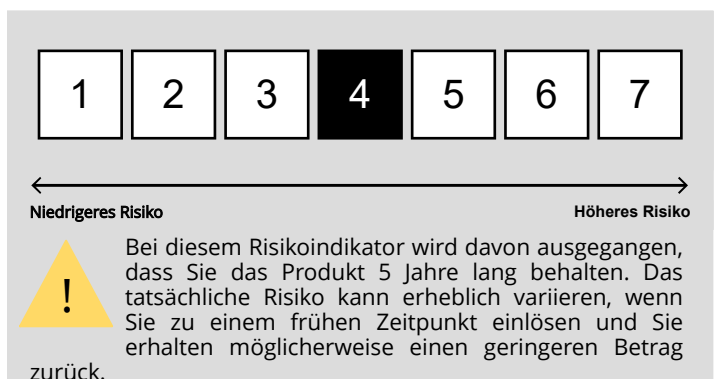 1 2 3 4 5 6 7
Niedrigeres Risiko Höheres Risiko
!
Bei diesem Risikoindikator wird davon ausgegangen,
dass Sie das Produkt 5 Jahre lang behalten. Das
tatsächliche Risiko kann erheblich variieren, wenn
Sie zu einem frühen Zeitpunkt einlösen und Sie
erhalten möglicherweise einen geringeren Betrag
zurück.